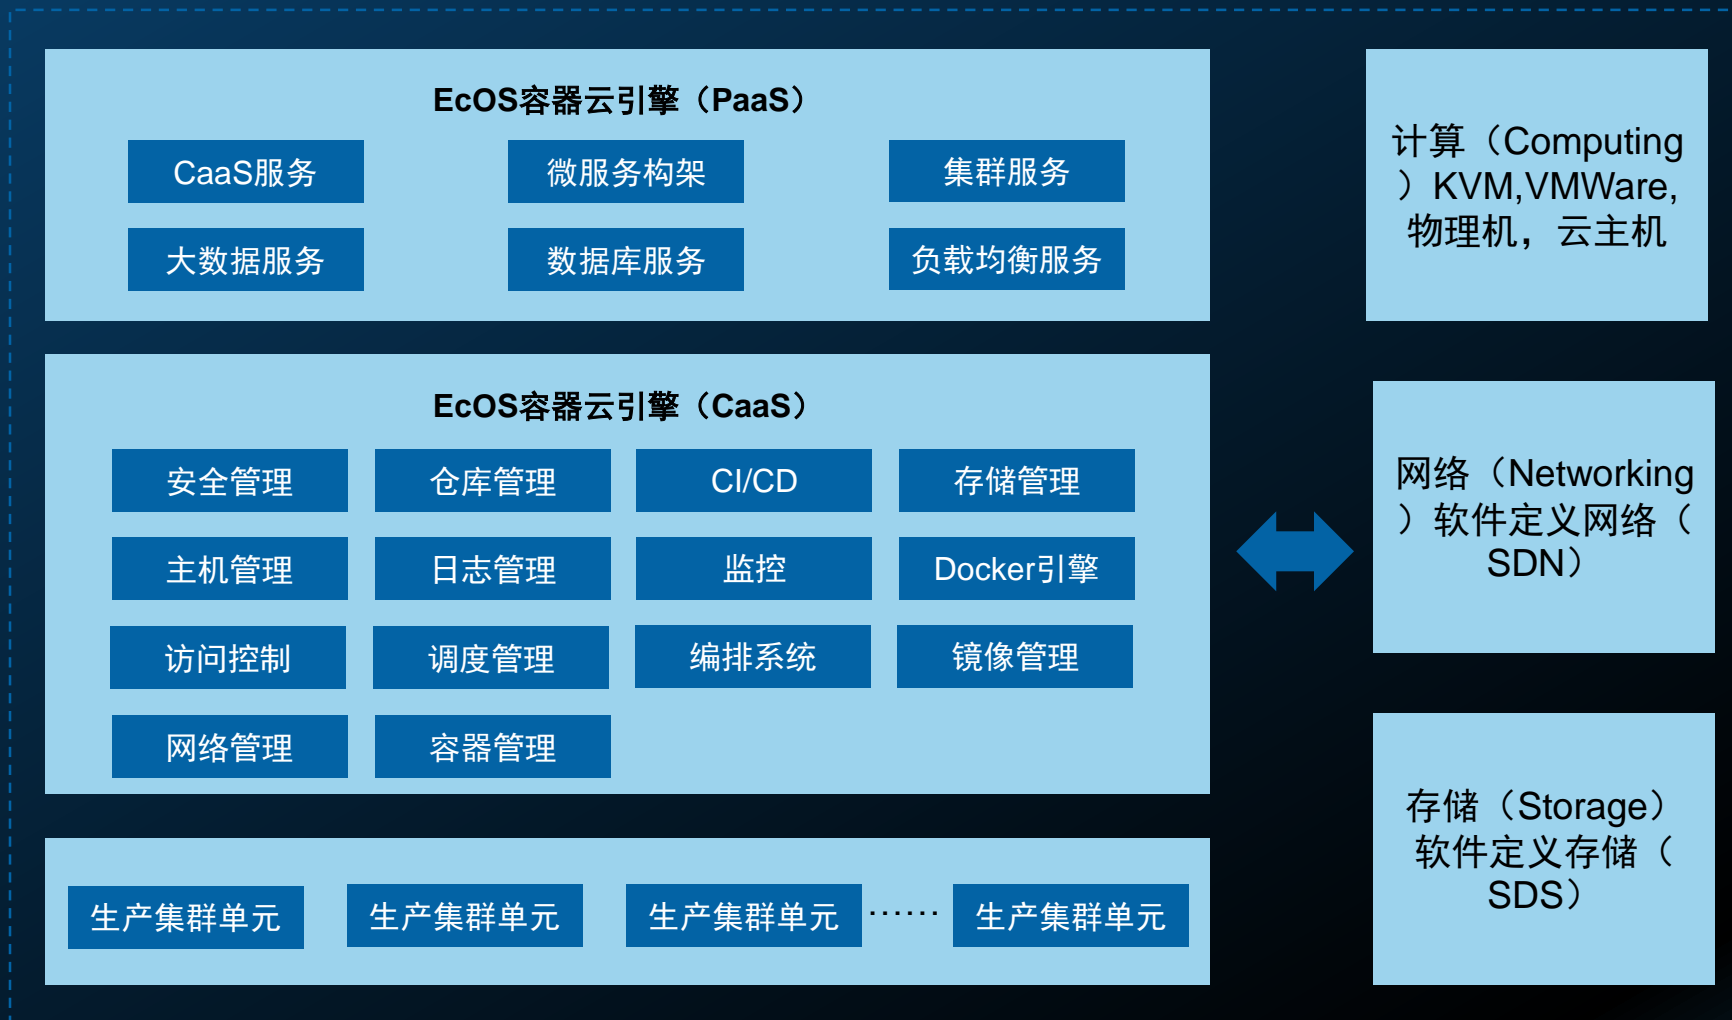 EcOS容器云引擎（PaaS）
CaaS服务
微服务构架
集群服务
大数据服务
数据库服务
负载均衡服务
EcOS容器云引擎（CaaS）
安全管理
仓库管理
CI/CD
存储管理
主机管理
日志管理
监控
Docker引擎
访问控制
调度管理
编排系统
镜像管理
网络管理
容器管理
生产集群单元
生产集群单元
生产集群单元
······
生产集群单元
计算（Computing
）KVM,VMWare,
物理机，云主机
网络（Networking
）软件定义网络（
SDN）
存储（Storage）
软件定义存储（
SDS）